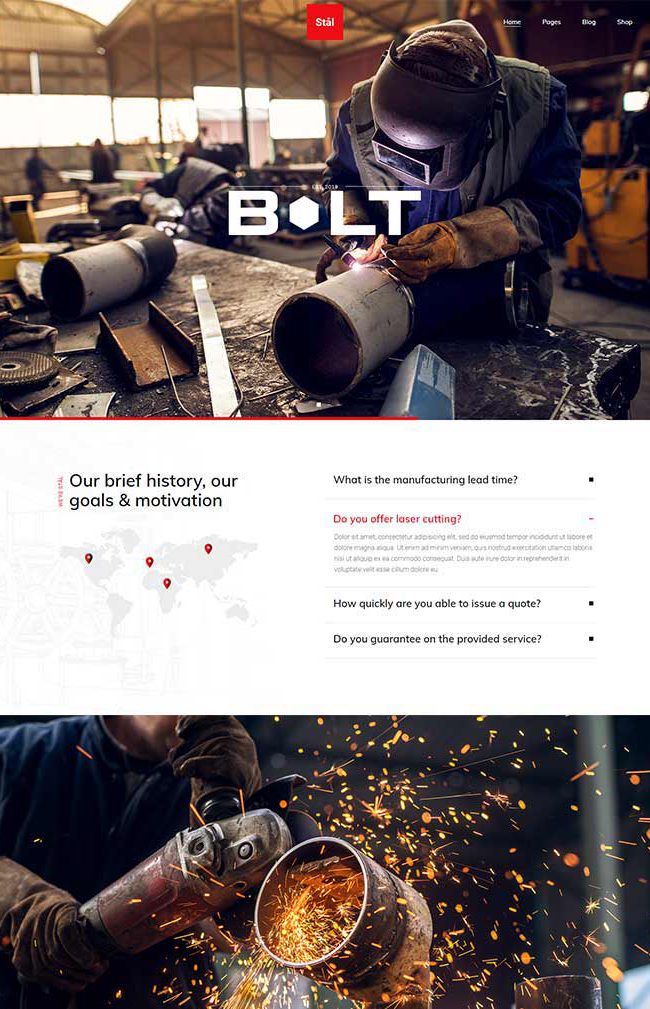 Stål
Home Pages Blog Shop
EST. 2019
BOLT
WE'RE STÅL
Our brief history, our
goals & motivation
What is the manufacturing lead time?
Do you offer laser cutting?
Dolor sit amet, consectetur adipisicing elit, sed do eiusmod tempor incididunt ut labore et
dolore magna aliqua. Ut enim ad minim veniam, quis nostrud exercitation ullamco laboris
nisi ut aliquip ex ea commodo consequat. Duis aute irure dolor in reprehenderit in
voluptate velit esse cillum dolore eu
How quickly are you able to issue a quote?
Do you guarantee on the provided service?